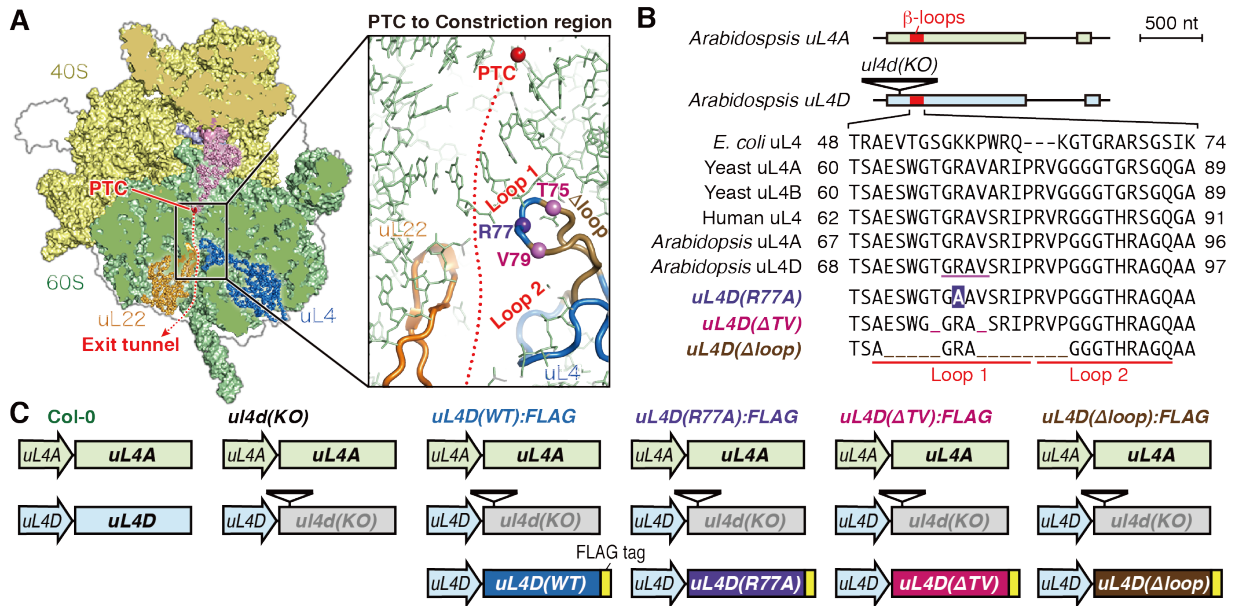 A
40S
PTC
60S
uL22
uL4
Exit tunnel
PTC to Constriction region
PTC
Loop 1
T75
Δloop
R77
uL22
V79
Loop 2
uL4
B
β-loops
500 nt
Arabidospsis uL4A
ul4d(KO)
Arabidospsis uL4D
E. coli uL4 48 TRAEVTGSGKKPWRQ---KGTGRARSGSIK 74
Yeast uL4A 60 TSAESWGTGRAVARIPRVGGGGTGRSGQGA 89
Yeast uL4B 60 TSAESWGTGRAVARIPRVGGGGTGRSGQGA 89
Human uL4 62 TSAESWGTGRAVARIPRVRGGGTHRSGQGA 91
Arabidopsis uL4A 67 TSAESWGTGRAVSRIPRVPGGGTHRAGQAA 96
Arabidopsis uL4D 68 TSAESWGTGRAVSRIPRVPGGGTHRAGQAA 97
uL4D(R77A) TSAESWGTGAAVSRIPRVPGGGTHRAGQAA
uL4D(ΔTV) TSAESWG_GRA_SRIPRVPGGGTHRAGQAA
uL4D(Δloop) TSA_____GRA________GGGTHRAGQAA
Loop 1 Loop 2
C
Col-0 ul4d(KO) uL4D(WT):FLAG uL4D(R77A):FLAG uL4D(ΔTV):FLAG uL4D(Δloop):FLAG
uL4A uL4A uL4A uL4A uL4A uL4A uL4A uL4A uL4A uL4A uL4A uL4A
uL4D uL4D uL4D ul4d(KO) uL4D ul4d(KO) uL4D ul4d(KO) uL4D ul4d(KO) uL4D ul4d(KO)
FLAG tag
uL4D uL4D(WT) uL4D uL4D(R77A) uL4D uL4D(ΔTV) uL4D uL4D(Δloop)